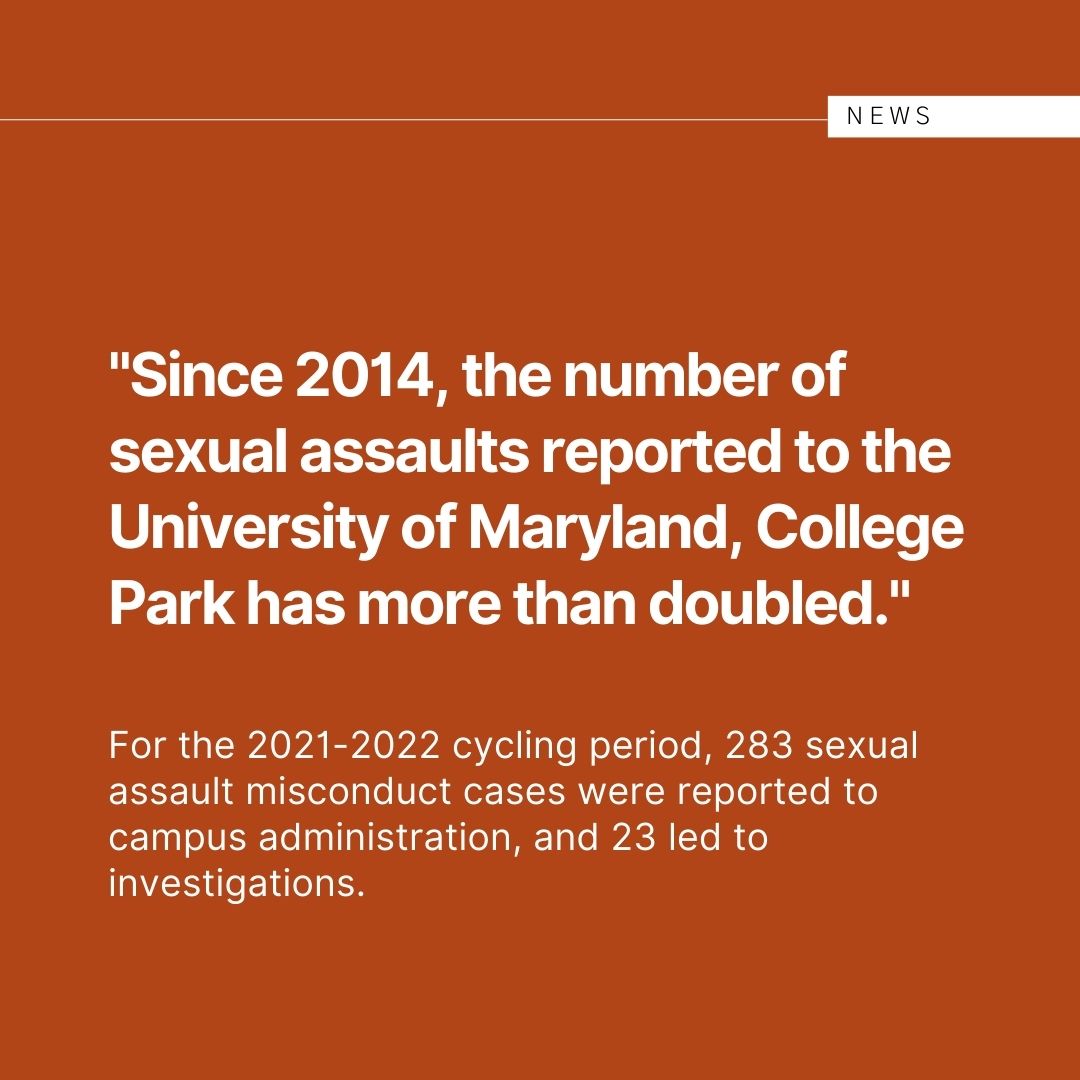 NEWS
"Since 2014, the number of
sexual assaults reported to the
University of Maryland, College
Park has more than doubled."
For the 2021-2022 cycling period, 283 sexual
assault misconduct cases were reported to
campus administration, and 23 led to
investigations.